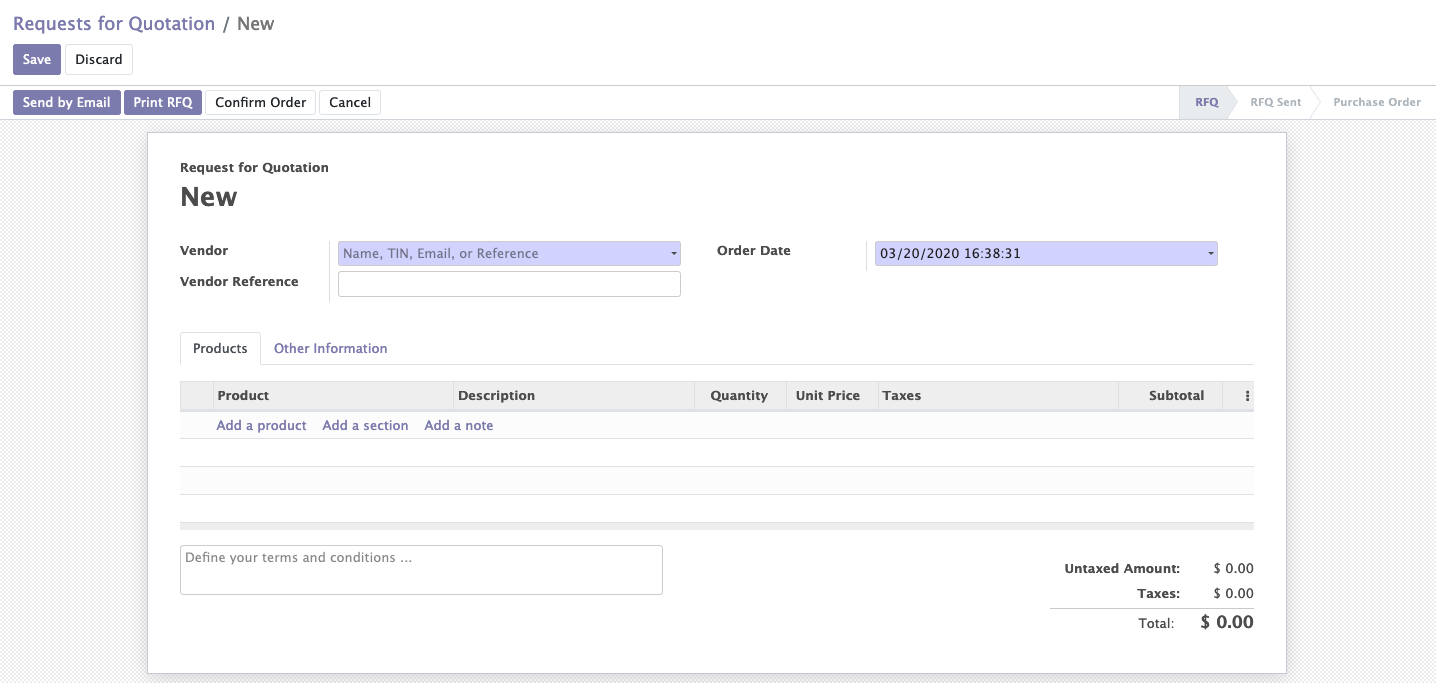 Requests for Quotation / New
Save Discard
Send by Email Print RFQ Confirm Order Cancel RFQ RFQ Sent Purchase Order
Request for Quotation
New
Vendor Name, TIN, Email, or Reference Order Date 03/20/2020 16:38:31
Vendor Reference
Products Other Information
Product Description Quantity Unit Price Taxes Subtotal
Add a product Add a section Add a note
Define your terms and conditions ...
Untaxed Amount: $ 0.00
Taxes: $ 0.00
Total: $ 0.00